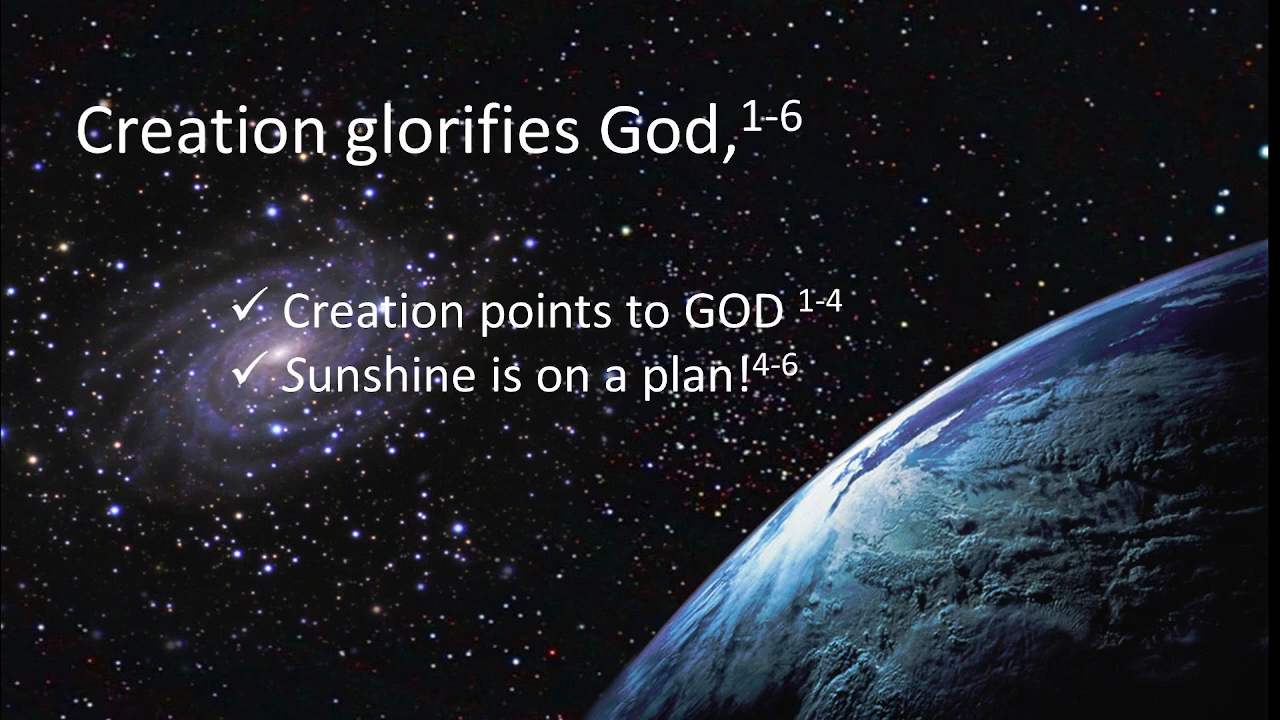 Creation glorifies God,1-6
✓ Creation points to GOD 1-4
✓ Sunshine is on a plan!4-6